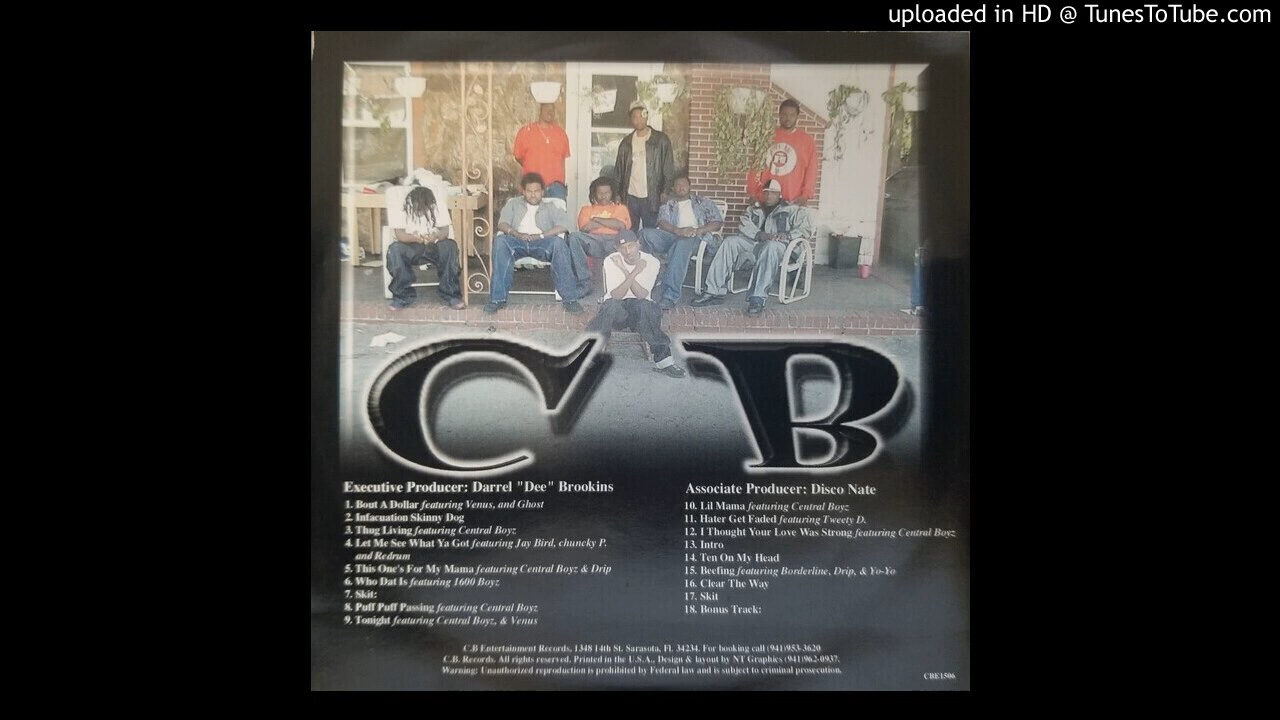 uploaded in HD @ TunesToTube.com
C B
Executive Producer: Darrel "Dee" Brookins
1. Bout A Dollar featuring Venus, and Ghost
2. Infacuation Skinny Dog
3. Thug Living featuring Central Boyz
4. Let Me See What Ya Got featuring Jay Bird, chuncky P.
and Redrum
5. This One's For My Mama featuring Central Boyz & Drip
6. Who Dat Is featuring 1600 Boyz
7. Skit:
8. Puff Puff Passing featuring Central Boyz
9. Tonight featuring Central Boyz, & Venus
Associate Producer: Disco Nate
10. Lil Mama featuring Central Boyz
11. Hater Get Faded featuring Tweety D.
12. I Thought Your Love Was Strong featuring Central Boyz
13. Intro
14. Ten On My Head
15. Beefing featuring Borderline, Drip, & Yo-Yo
16. Clear The Way
17. Skit
18. Bonus Track:
C.B Entertainment Records, 1348 14th St. Sarasota, FL 34234. For booking call (941)953-3620
C.B. Records. All rights reserved. Printed in the U.S.A., Design & layout by NT Graphics (941)962-0937.
Warning: Unauthorized reproduction is prohibited by Federal law and is subject to criminal prosecution.
CBE1506